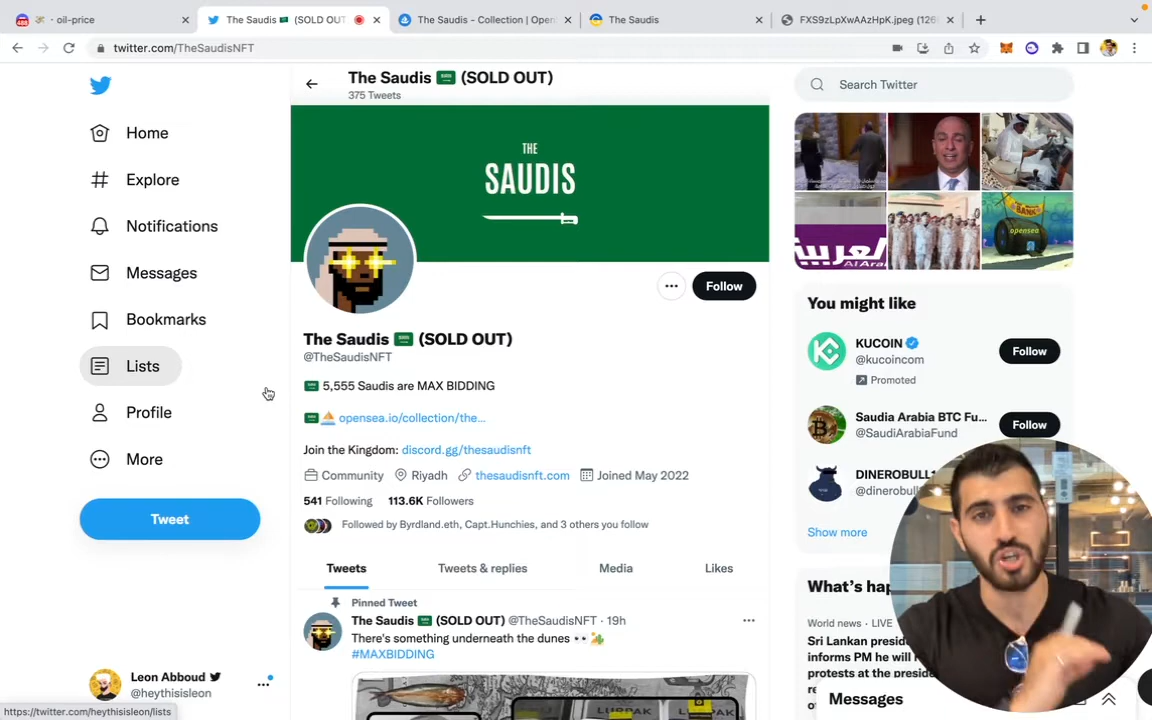 · oil-price
The Saudis 🇸🇦 (SOLD OUT
The Saudis - Collection | Open
The Saudis
FXS9zLpXwAAzHpK.jpeg (126
twitter.com/TheSaudisNFT
Home
Explore
Notifications
Messages
Bookmarks
Lists
Profile
More
Tweet
Leon Abboud
@heythisisleon
https://twitter.com/heythisisleon/lists
The Saudis 🇸🇦 (SOLD OUT)
375 Tweets
THE
SAUDIS
Follow
The Saudis 🇸🇦 (SOLD OUT)
@TheSaudisNFT
🇸🇦 5,555 Saudis are MAX BIDDING
🇸🇦⛵ opensea.io/collection/the...
Join the Kingdom: discord.gg/thesaudisnft
Community Riyadh thesaudisnft.com Joined May 2022
541 Following 113.6K Followers
Followed by Byrdland.eth, Capt.Hunchies, and 3 others you follow
Tweets Tweets & replies Media Likes
Pinned Tweet
The Saudis 🇸🇦 (SOLD OUT) @TheSaudisNFT · 19h
There's something underneath the dunes 👀🏜️
#MAXBIDDING
LURPAK
Search Twitter
BANK
opensea
العربية
You might like
KUCOIN
@kucoincom
Follow
Promoted
Saudia Arabia BTC Fu...
@SaudiArabiaFund
Follow
DINEROBULL
@dinerobull
Show more
What's hap
World news · LIVE
Sri Lankan presid
informs PM he will
protests at the preside
Messages